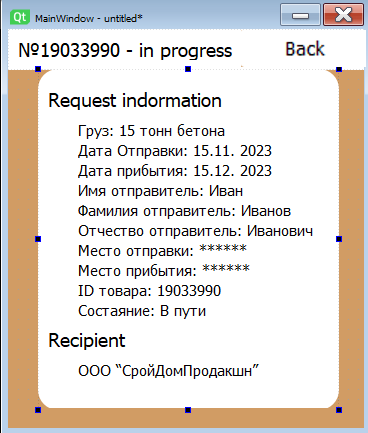 Qt MainWindow - untitled*
№19033990 - in progress Back
Request indormation
Груз: 15 тонн бетона
Дата Отправки: 15.11. 2023
Дата прибытия: 15.12. 2023
Имя отправитель: Иван
Фамилия отправитель: Иванов
Отчество отправитель: Иванович
Место отправки: ******
Место прибытия: ******
ID товара: 19033990
Состаяние: В пути
Recipient
ООО “СройДомПродакшн”